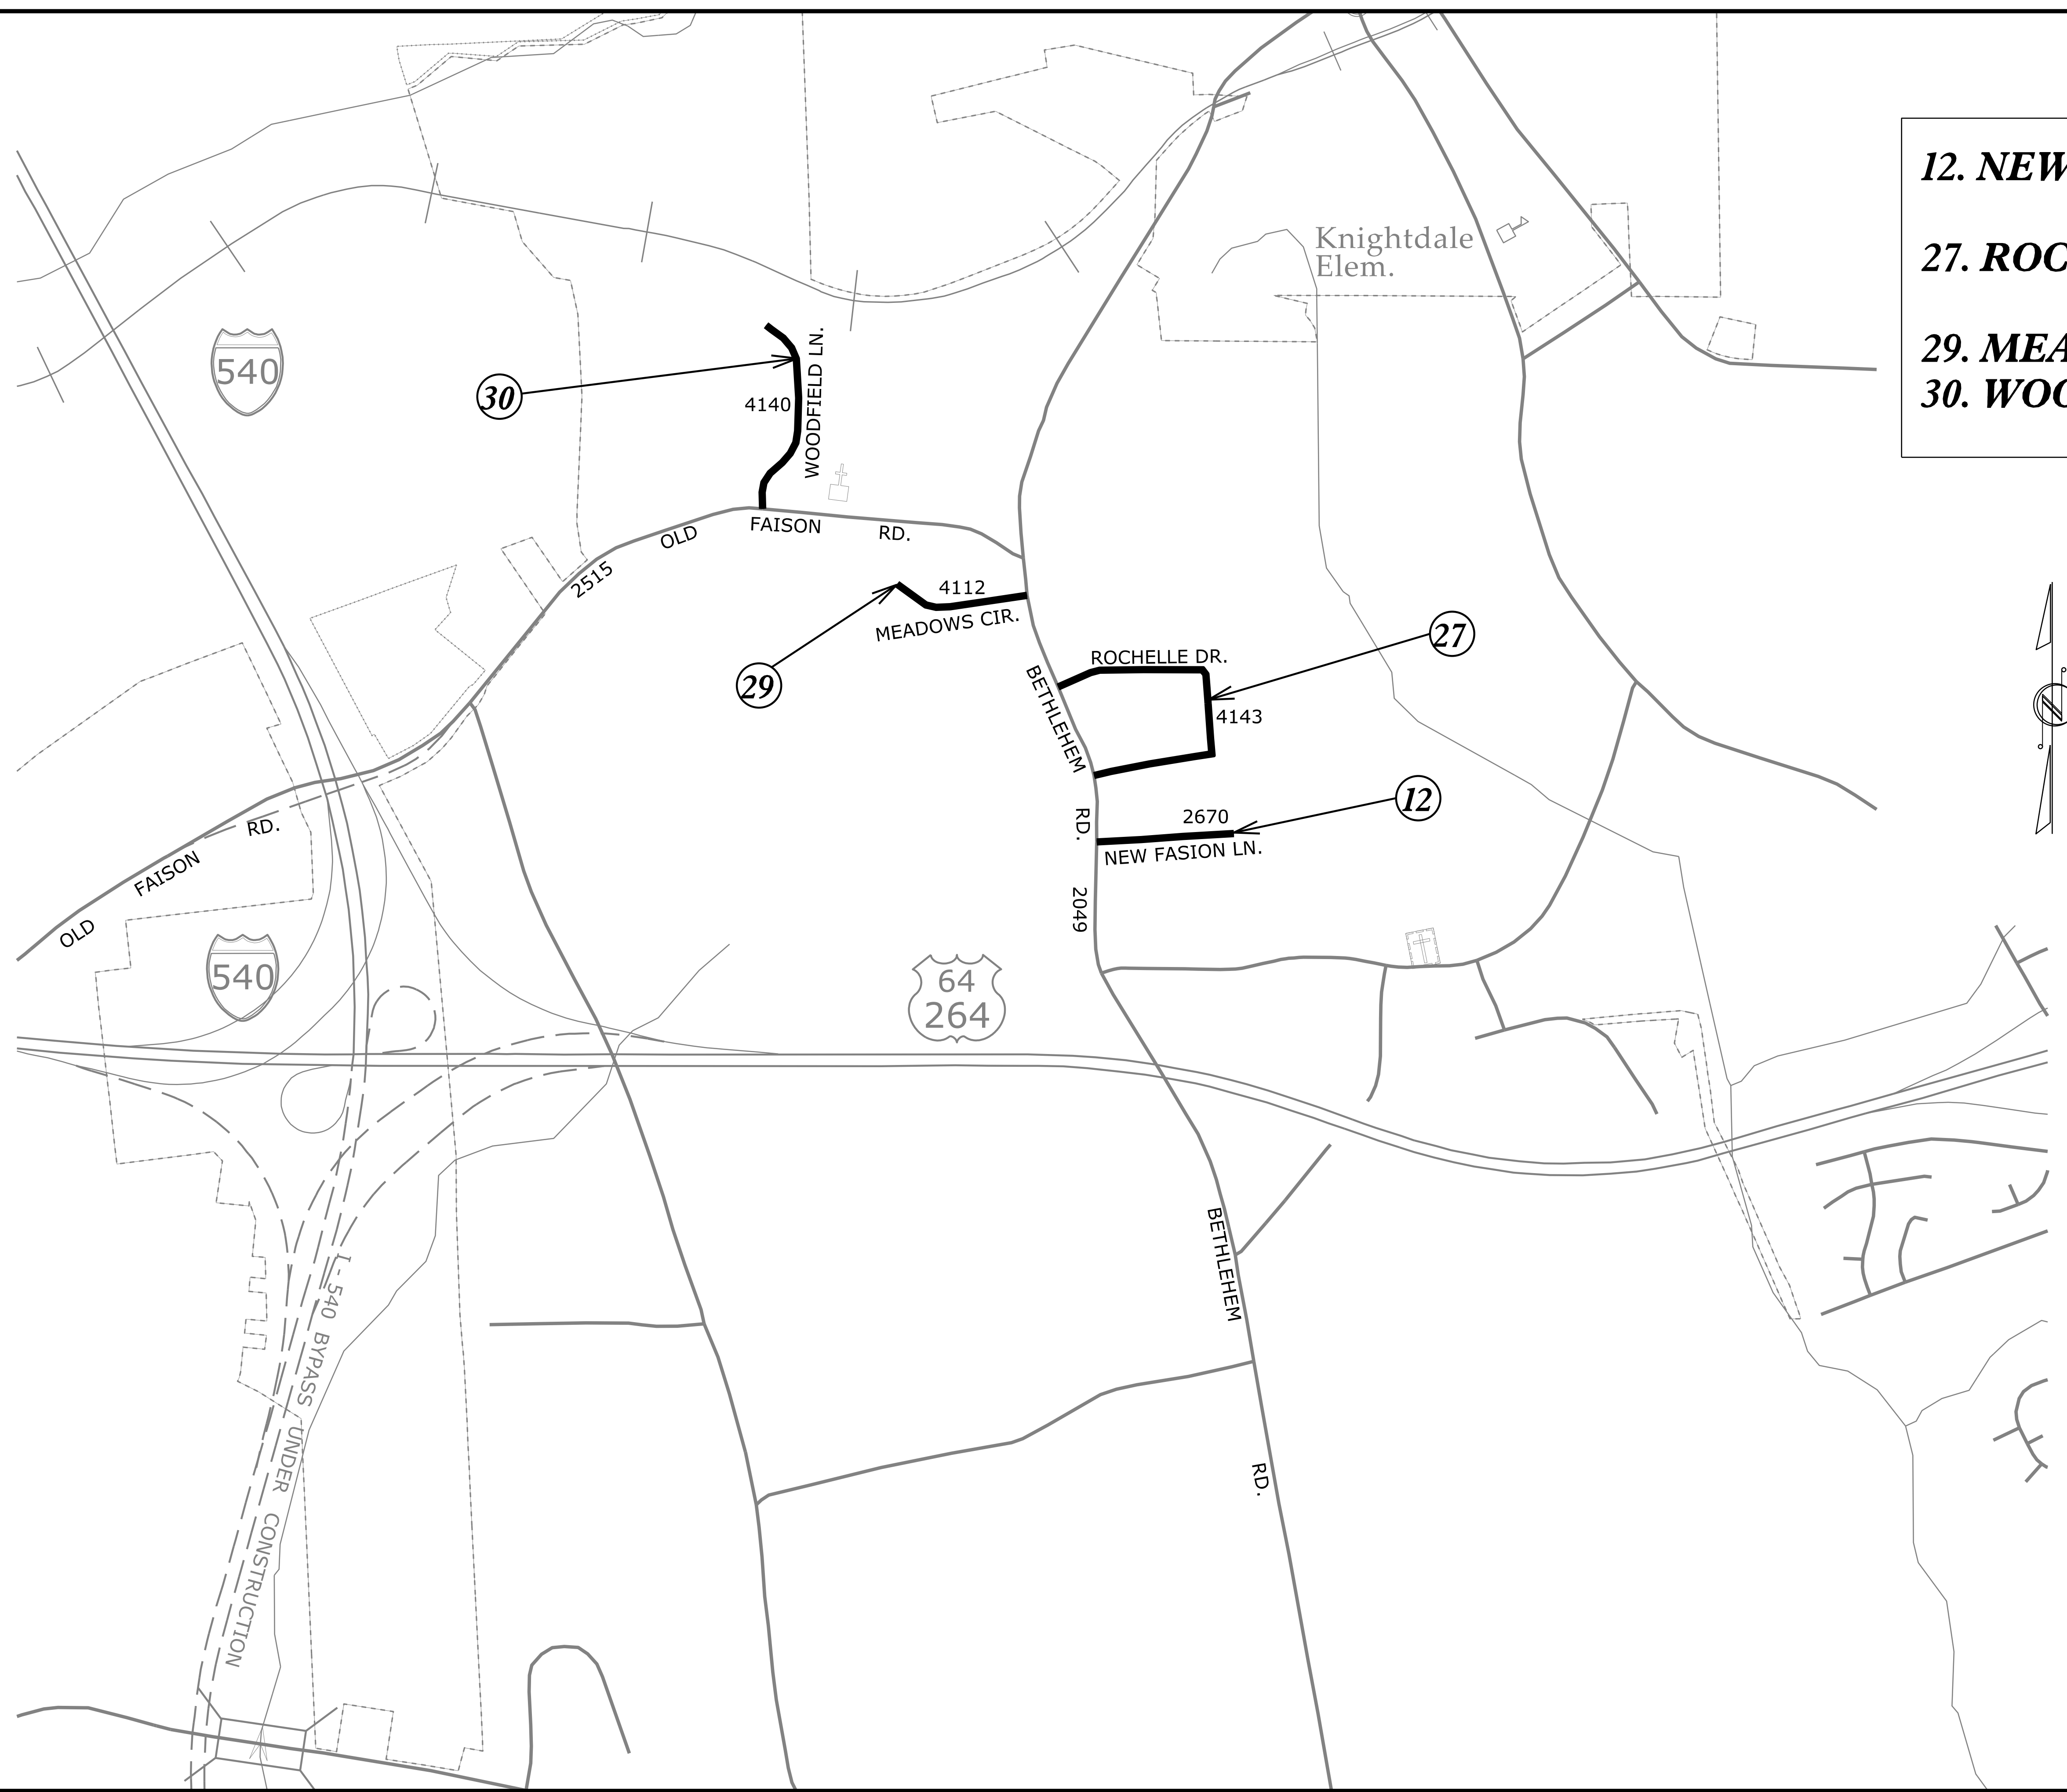 12. NEW
27. ROC
29. MEA
30. WOO
Knightdale
Elem.
540
30
4140
WOODFIELD LN.
OLD
FAISON
RD.
2515
4112
MEADOWS CIR.
29
27
ROCHELLE DR.
4143
BETHLEHEM
RD.
2049
12
2670
NEW FASION LN.
RD.
FAISON
OLD
540
64
264
BETHLEHEM
RD.
I-540 BYPASS UNDER CONSTRUCTION
N